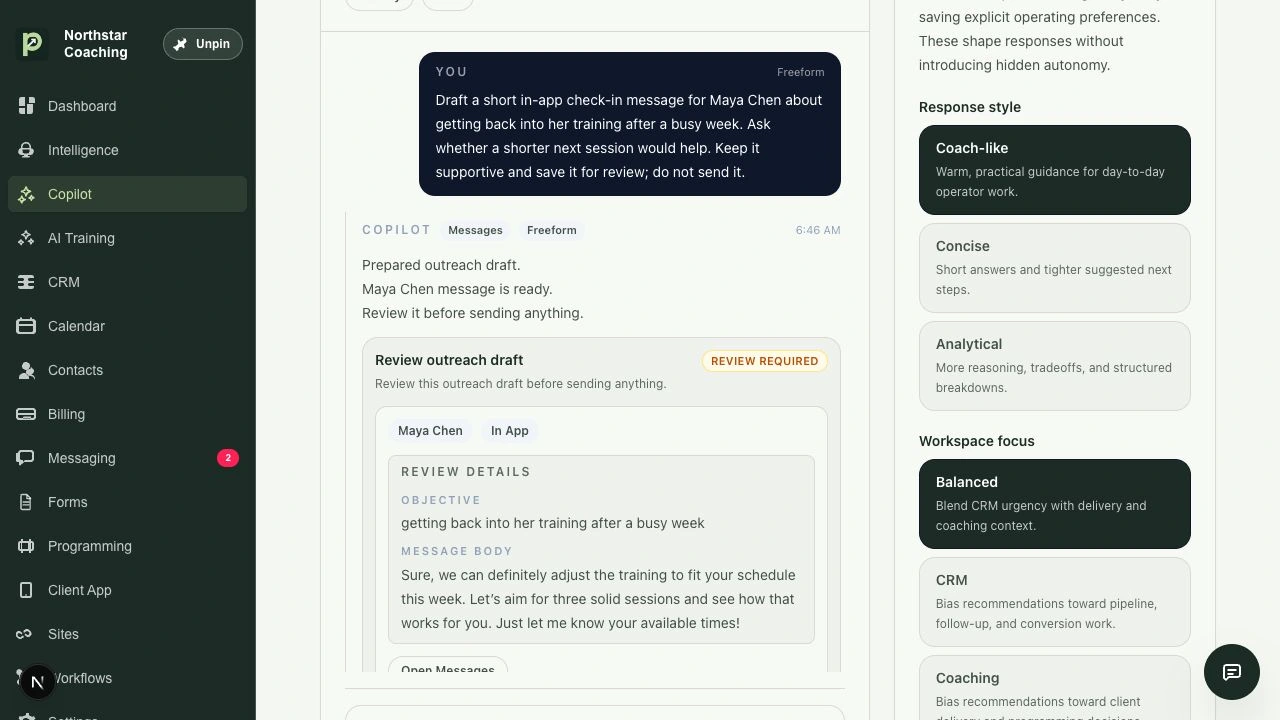 Northstar
Coaching
Unpin
Dashboard
Intelligence
Copilot
AI Training
CRM
Calendar
Contacts
Billing
Messaging
2
Forms
Programming
Client App
Sites
Workflows
N
YOU
Freeform
Draft a short in-app check-in message for Maya Chen about
getting back into her training after a busy week. Ask
whether a shorter next session would help. Keep it
supportive and save it for review; do not send it.
COPILOT
Messages
Freeform
6:46 AM
Prepared outreach draft.
Maya Chen message is ready.
Review it before sending anything.
Review outreach draft
REVIEW REQUIRED
Review this outreach draft before sending anything.
Maya Chen
In App
REVIEW DETAILS
OBJECTIVE
getting back into her training after a busy week
MESSAGE BODY
Sure, we can definitely adjust the training to fit your schedule
this week. Let’s aim for three solid sessions and see how that
works for you. Just let me know your available times!
Open Messages
saving explicit operating preferences.
These shape responses without
introducing hidden autonomy.
Response style
Coach-like
Warm, practical guidance for day-to-day
operator work.
Concise
Short answers and tighter suggested next
steps.
Analytical
More reasoning, tradeoffs, and structured
breakdowns.
Workspace focus
Balanced
Blend CRM urgency with delivery and
coaching context.
CRM
Bias recommendations toward pipeline,
follow-up, and conversion work.
Coaching
Bias recommendations toward client
delivery and programming decisions.